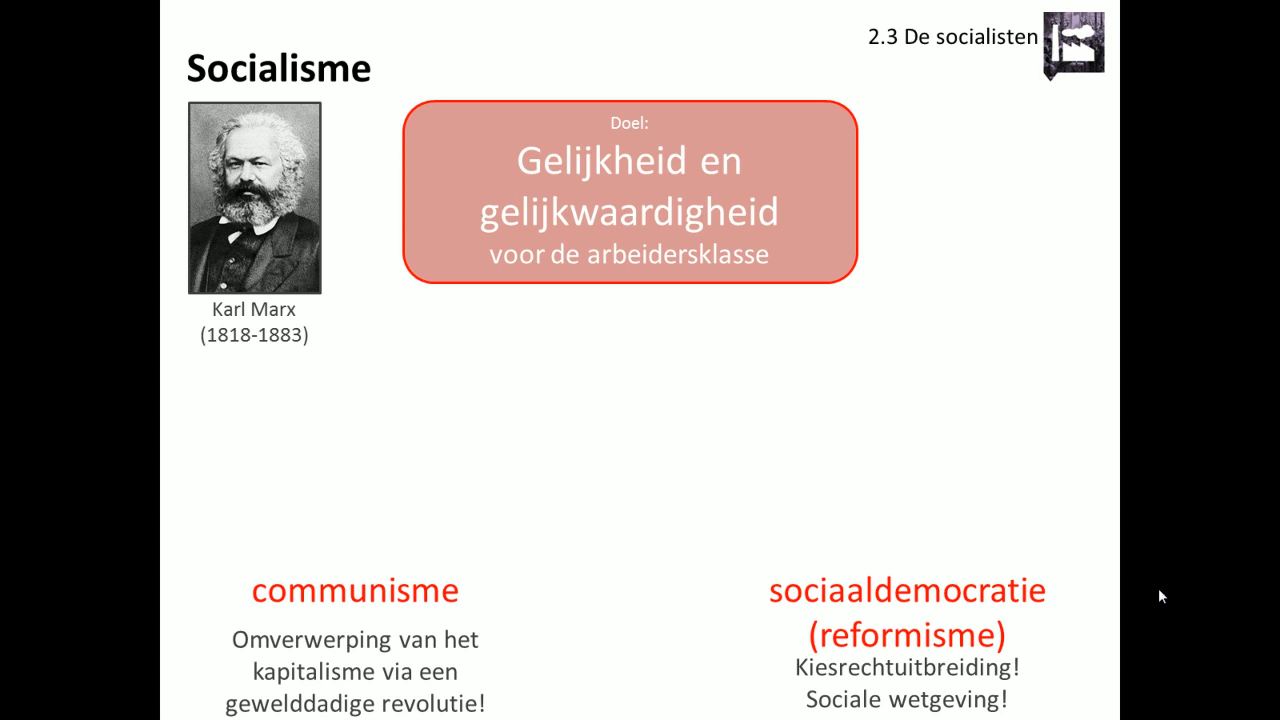 2.3 De socialisten
Socialisme
Doel:
Gelijkheid en
gelijkwaardigheid
voor de arbeidersklasse
Karl Marx
(1818-1883)
communisme
Omverwerping van het
kapitalisme via een
gewelddadige revolutie!
sociaaldemocratie
(reformisme)
Kiesrechtuitbreiding!
Sociale wetgeving!